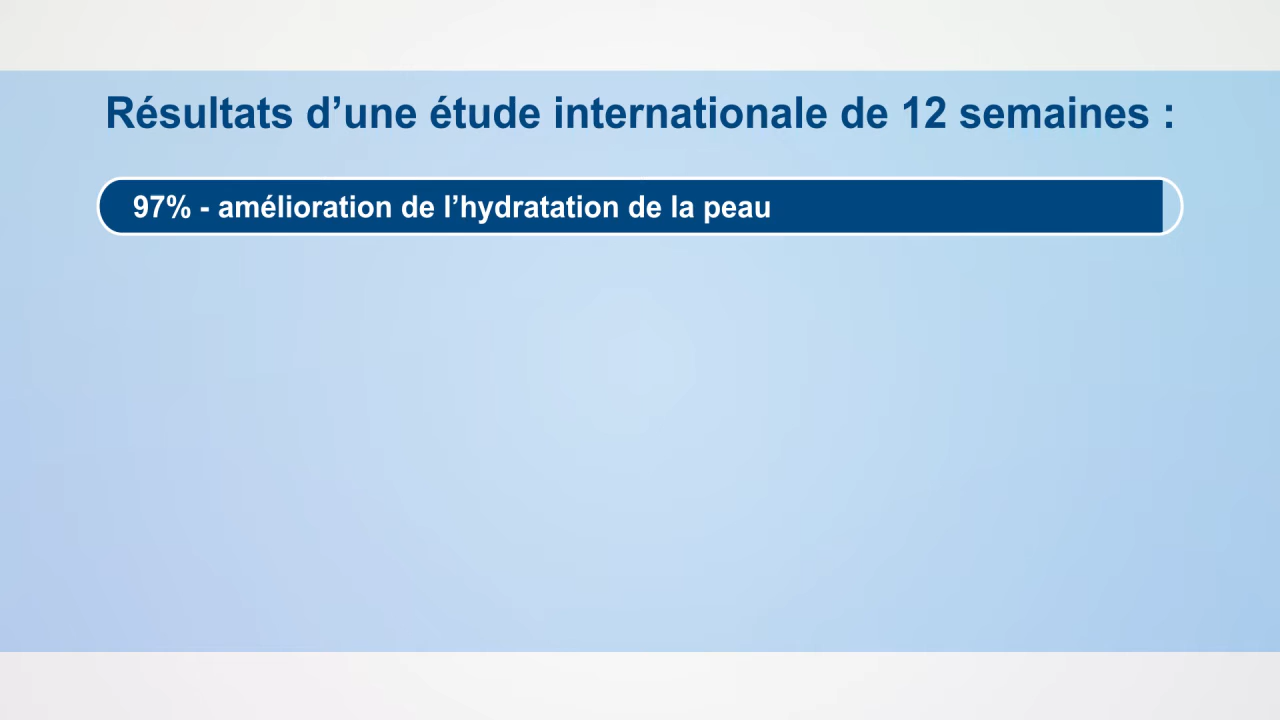 Résultats d’une étude internationale de 12 semaines :
97% - amélioration de l’hydratation de la peau